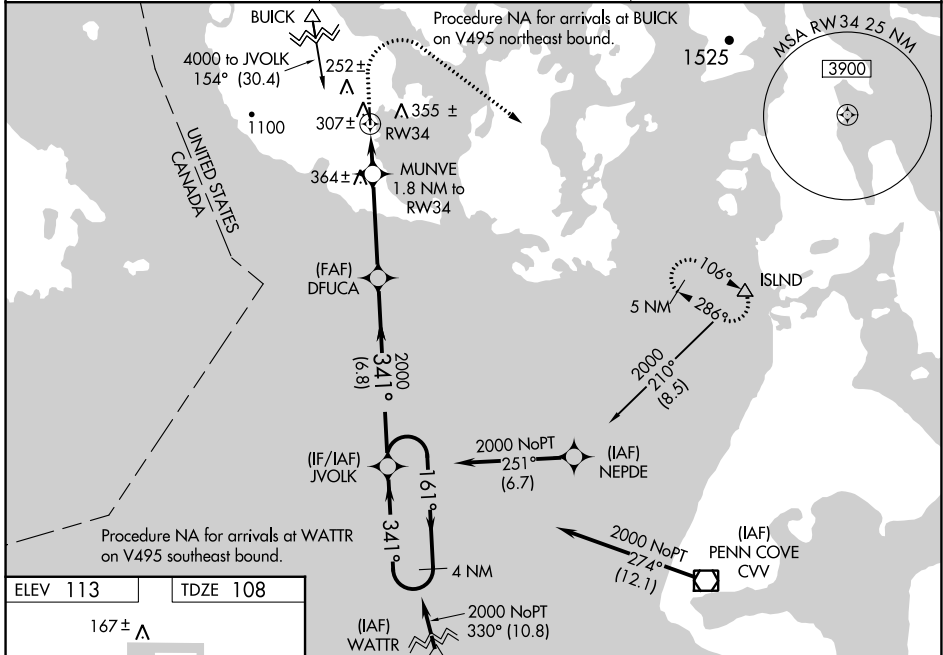 BUICK
4000 to JVOLK
154° (30.4)
Procedure NA for arrivals at BUICK
on V495 northeast bound.
1525
MSA RW34 25 NM
3900
252±
1100
307±
355 ±
RW34
UNITED STATES
CANADA
364±
MUNVE
1.8 NM to
RW34
(FAF)
DFUCA
106°
ISLND
5 NM
286°
2000
341°
(6.8)
2000
210°
(8.5)
(IF/IAF)
JVOLK
2000 NoPT
251°
(6.7)
(IAF)
NEPDE
161°
341°
4 NM
Procedure NA for arrivals at WATTR
on V495 southeast bound.
2000 NoPT
274°
(12.1)
(IAF)
PENN COVE
CVV
ELEV 113
TDZE 108
167±
(IAF)
WATTR
2000 NoPT
330° (10.8)